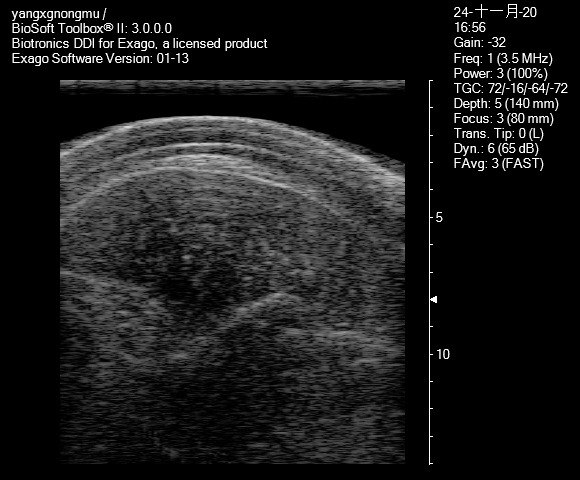 yangxgnongmu /
BioSoft Toolbox® II: 3.0.0.0
Biotronics DDI for Exago, a licensed product
Exago Software Version: 01-13
24-十一月-20
16:56
Gain: -32
Freq: 1 (3.5 MHz)
Power: 3 (100%)
TGC: 72/-16/-64/-72
Depth: 5 (140 mm)
Focus: 3 (80 mm)
Trans. Tip: 0 (L)
Dyn.: 6 (65 dB)
FAvg: 3 (FAST)
5
10